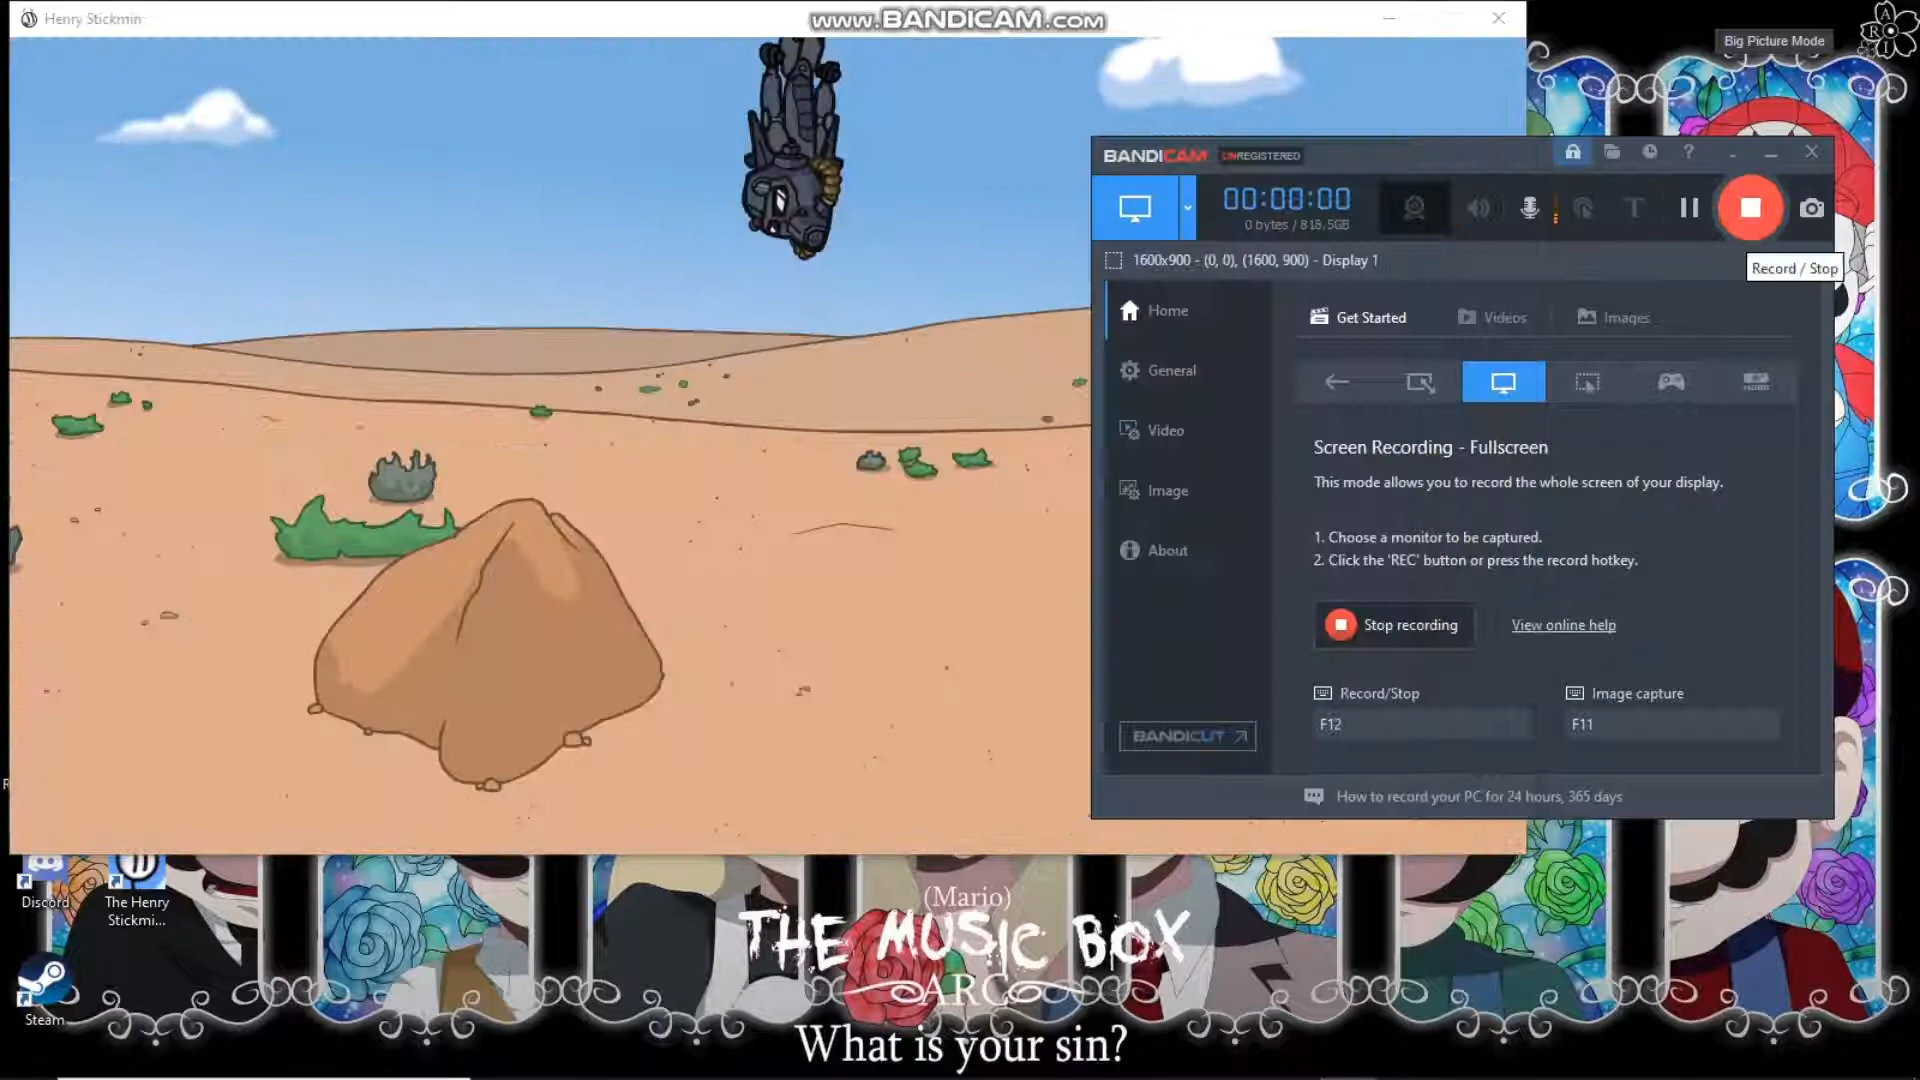 Henry Stickmin
www.BANDICAM.com
Big Picture Mode
A
R
I
BANDICAM UNREGISTERED
00:00:00
0 bytes / 818.5GB
1600x900 - (0, 0), (1600, 900) - Display 1
Record / Stop
Home
Get Started
Videos
Images
General
Video
Screen Recording - Fullscreen
This mode allows you to record the whole screen of your display.
Image
1. Choose a monitor to be captured.
2. Click the 'REC' button or press the record hotkey.
About
Stop recording
View online help
Record/Stop
Image capture
F12
F11
BANDICUT
How to record your PC for 24 hours, 365 days
Discord
The Henry
Stickmi...
(Mario)
THE MUSIC BOX
ARC
Steam
What is your sin?